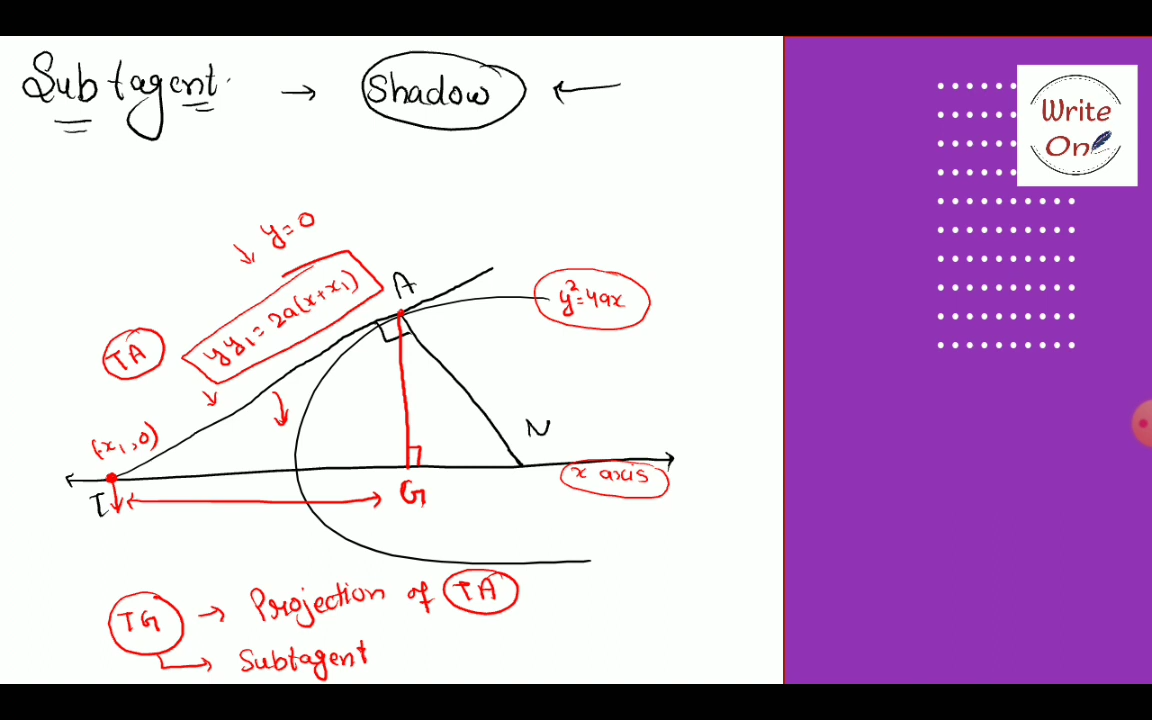 Subtagent → Shadow ←
Write
On
↓ y=0
yy₁ = 2a(x+x₁)
A
y²=4ax
TA
(-x₁,0)
N
x axis
T
G
TG → Projection of TA
→ Subtagent